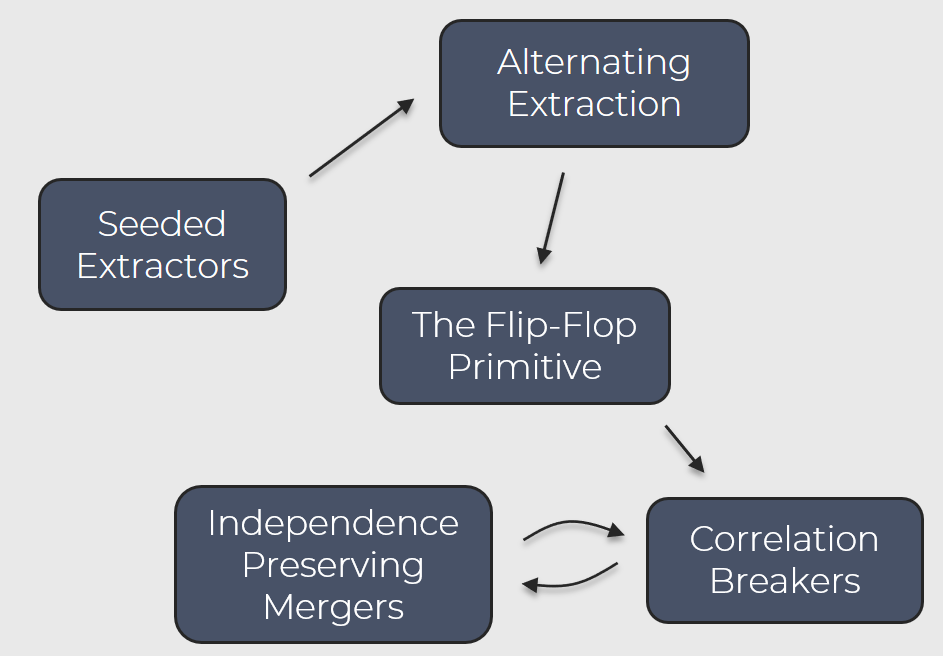 Alternating
Extraction
Seeded
Extractors
The Flip-Flop
Primitive
Independence
Preserving
Mergers
Correlation
Breakers